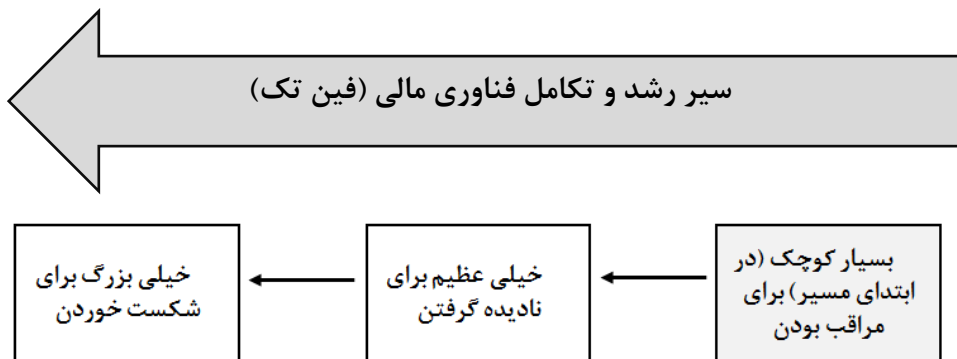 سیر رشد و تکامل فناوری مالی (فین تک)
بسیار کوچک (در
ابتدای مسیر) برای
مراقب بودن
خیلی عظیم برای
نادیده گرفتن
خیلی بزرگ برای
شکست خوردن